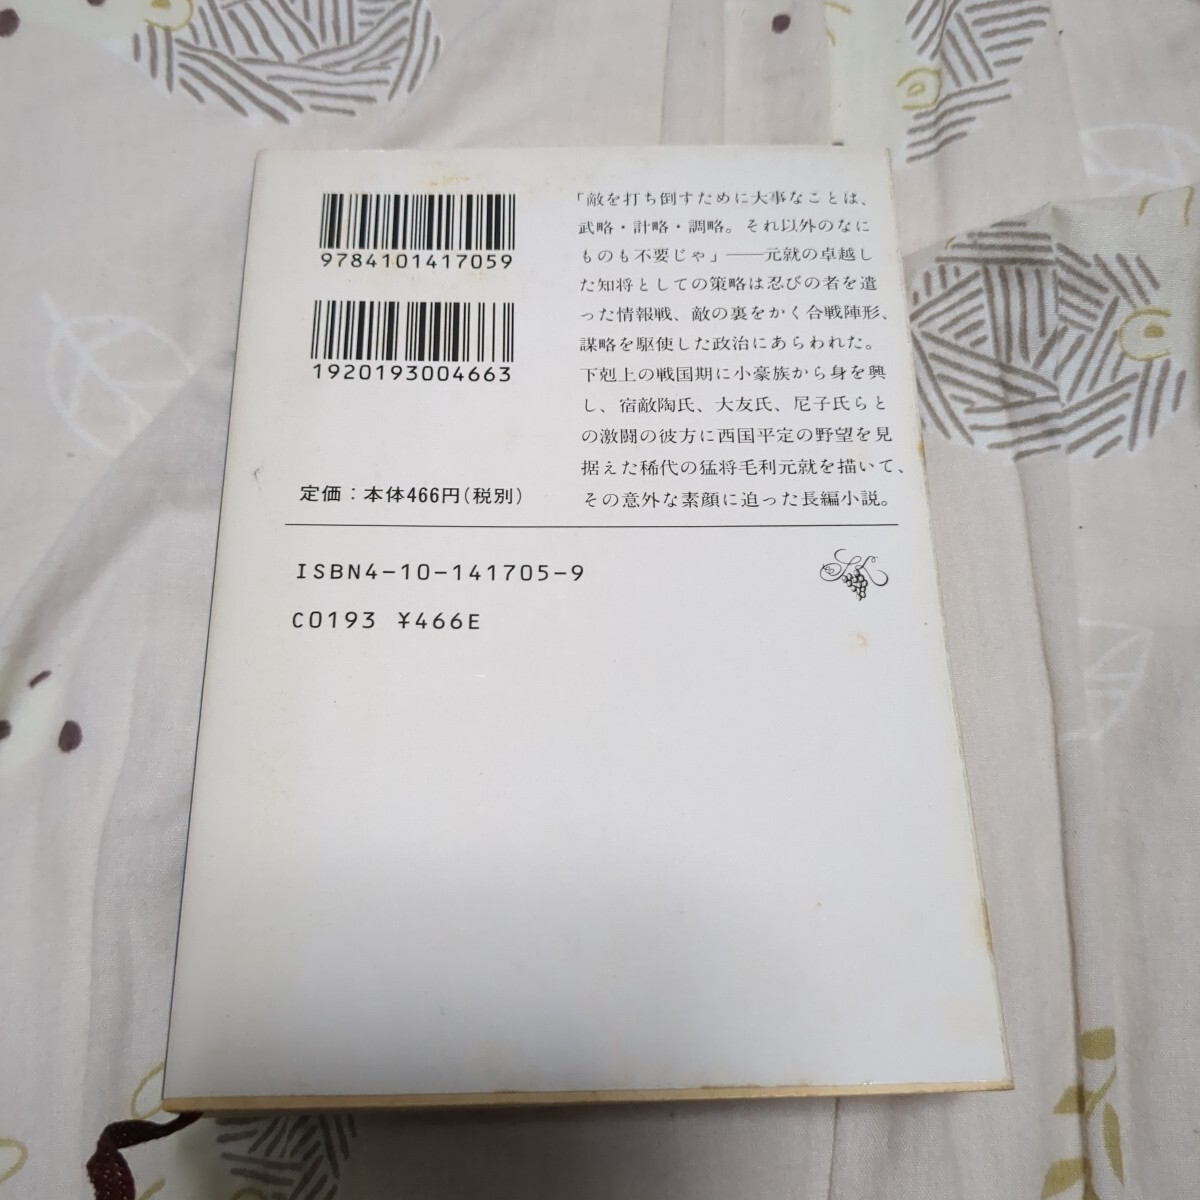 9784101417059
1920193004663
定価：本体466円（税別）
「敵を打ち倒すために大事なことは、
武略・計略・調略。それ以外のなに
ものも不要じゃ」――元就の卓越し
た知将としての策略は忍びの者を遣
った情報戦、敵の裏をかく合戦陣形、
謀略を駆使した政治にあらわれた。
下剋上の戦国期に小豪族から身を興
し、宿敵陶氏、大友氏、尼子氏らと
の激闘の彼方に西国平定の野望を見
据えた稀代の猛将毛利元就を描いて、
その意外な素顔に迫った長編小説。
ISBN4-10-141705-9
C0193 ¥466E